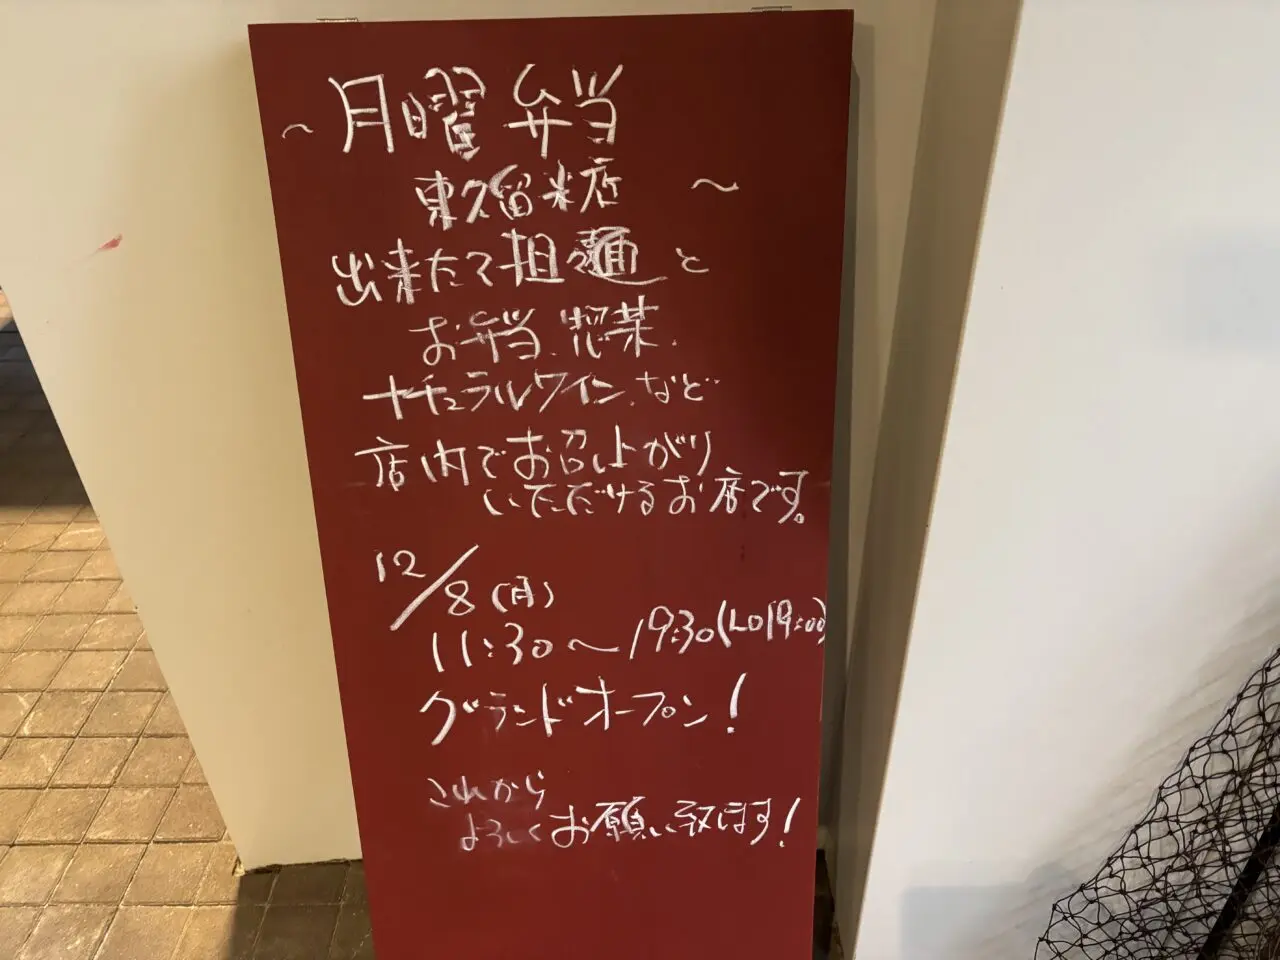 ～月曜弁当
東久留米店～
出来たて担々麺と
お弁当、惣菜、
ナチュラルワイン、など
店内でお召し上がり
いただけるお店です。
12/8(月)
11:30～19:30(LO19:00)
グランドオープン！
これから
よろしくお願い致します！